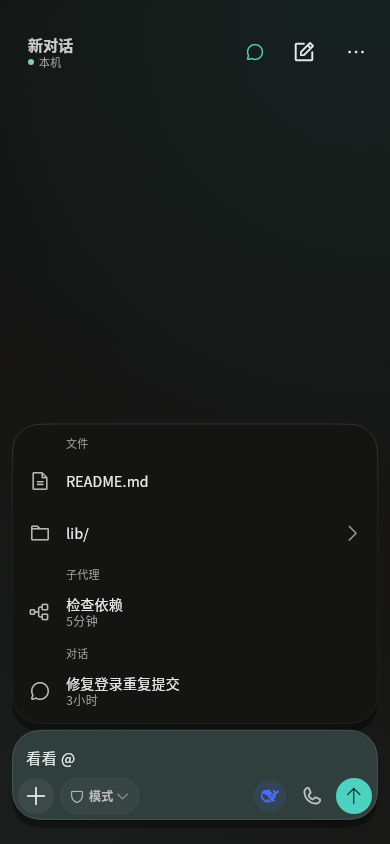 新对话
本机
文件
README.md
lib/
子代理
检查依赖
5分钟
对话
修复登录重复提交
3小时
看看 @
模式